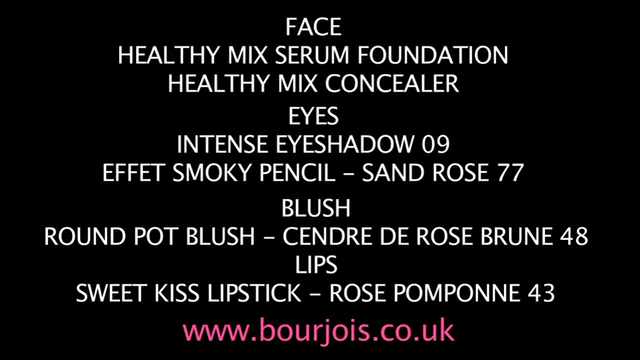 FACE
HEALTHY MIX SERUM FOUNDATION
HEALTHY MIX CONCEALER
EYES
INTENSE EYESHADOW 09
EFFET SMOKY PENCIL – SAND ROSE 77
BLUSH
ROUND POT BLUSH – CENDRE DE ROSE BRUNE 48
LIPS
SWEET KISS LIPSTICK – ROSE POMPONNE 43
www.bourjois.co.uk